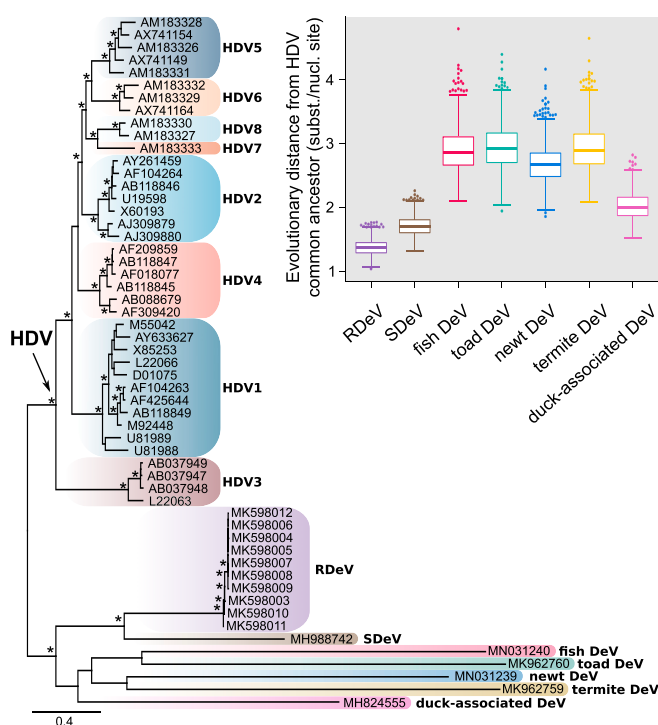 AM183328
AX741154
AM183326
AX741149
AM183331
HDV5
AM183332
AM183329
AX741164
HDV6
AM183330
AM183327
HDV8
AM183333
HDV7
AY261459
AF104264
AB118846
U19598
X60193
AJ309879
AJ309880
HDV2
AF209859
AB118847
AF018077
AB118845
AB088679
AF309420
HDV4
HDV
M55042
AY633627
X85253
L22066
D01075
AF104263
AF425644
AB118849
M92448
U81989
U81988
HDV1
AB037949
AB037947
AB037948
L22063
HDV3
MK598012
MK598006
MK598004
MK598005
MK598007
MK598008
MK598009
MK598003
MK598010
MK598011
RDeV
MH988742 SDeV
MN031240 fish DeV
MK962760 toad DeV
MN031239 newt DeV
MK962759 termite DeV
MH824555 duck-associated DeV
0.4
Evolutionary distance from HDV
common ancestor (subst./nucl. site)
4
3
2
1
RDeV
SDeV
fish DeV
toad DeV
newt DeV
termite DeV
duck-associated DeV